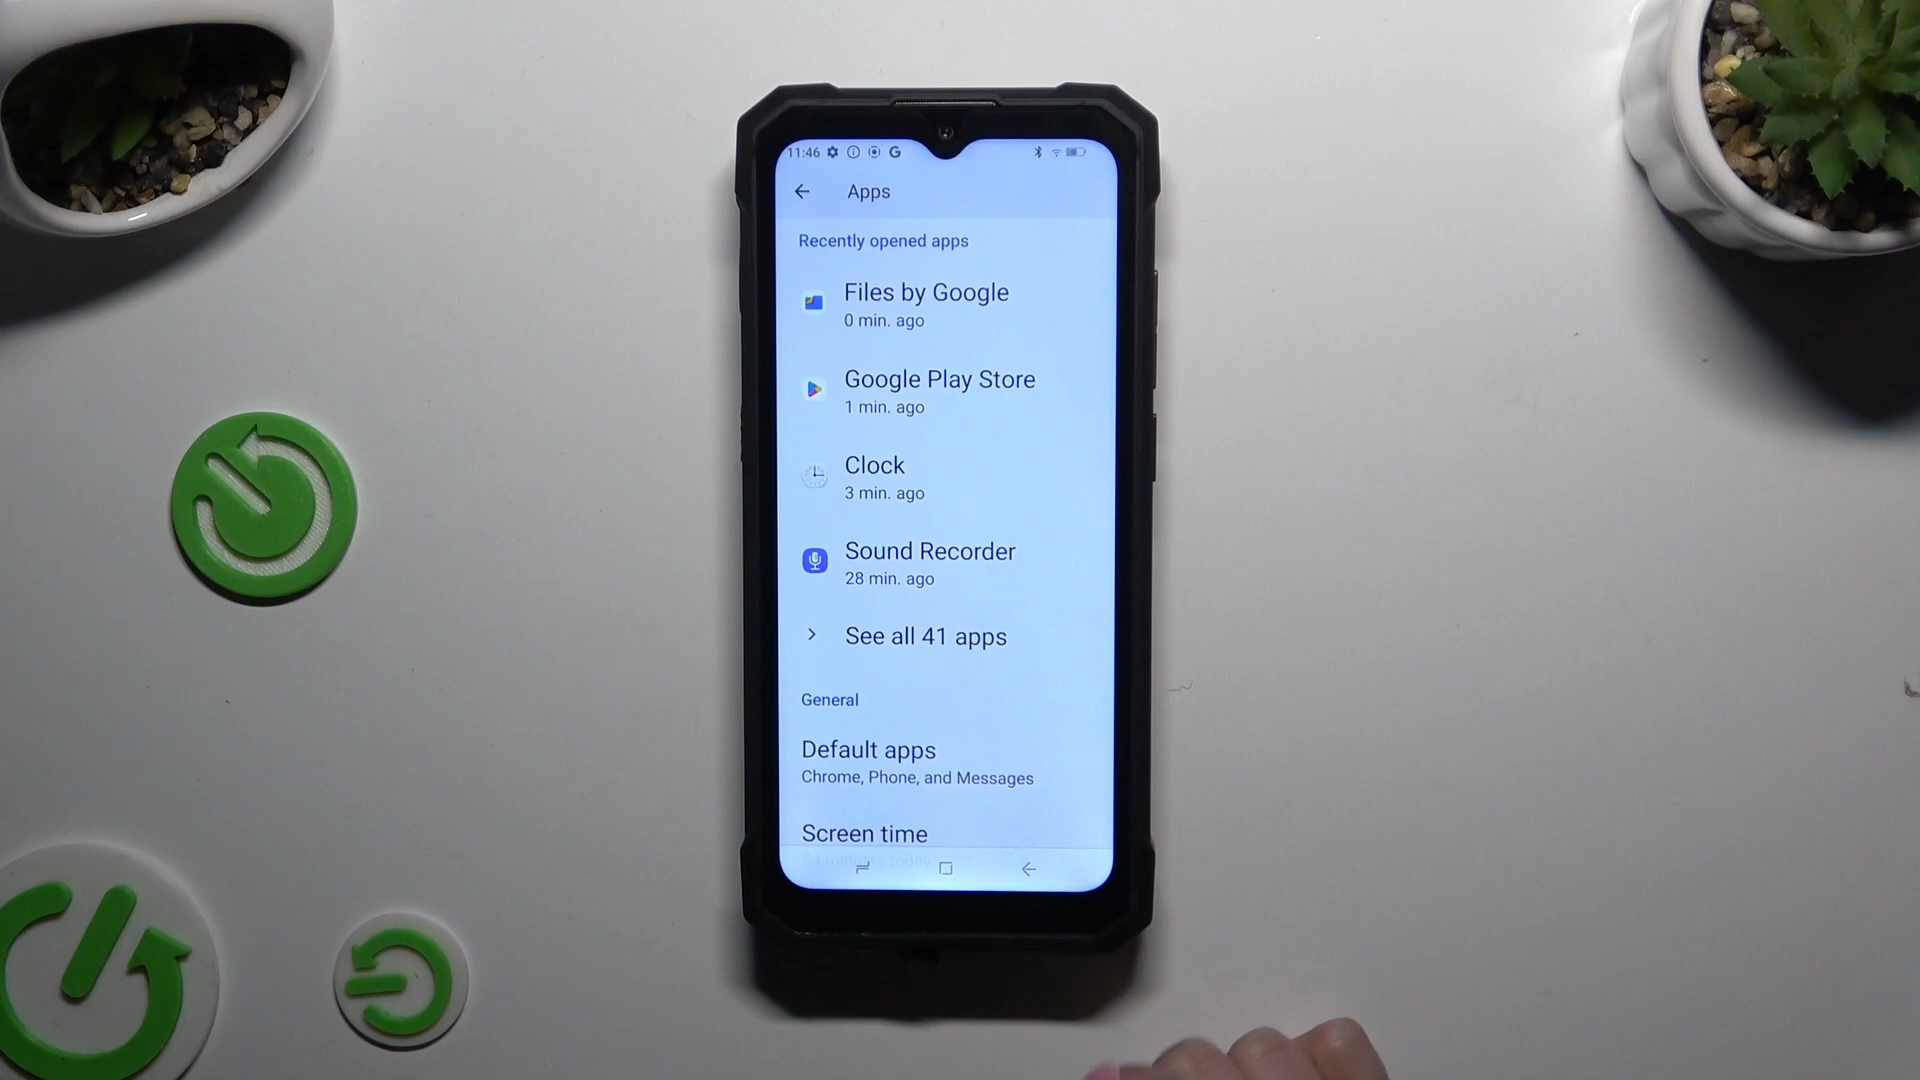 11:46
Apps
Recently opened apps
Files by Google
0 min. ago
Google Play Store
1 min. ago
Clock
3 min. ago
Sound Recorder
28 min. ago
See all 41 apps
General
Default apps
Chrome, Phone, and Messages
Screen time